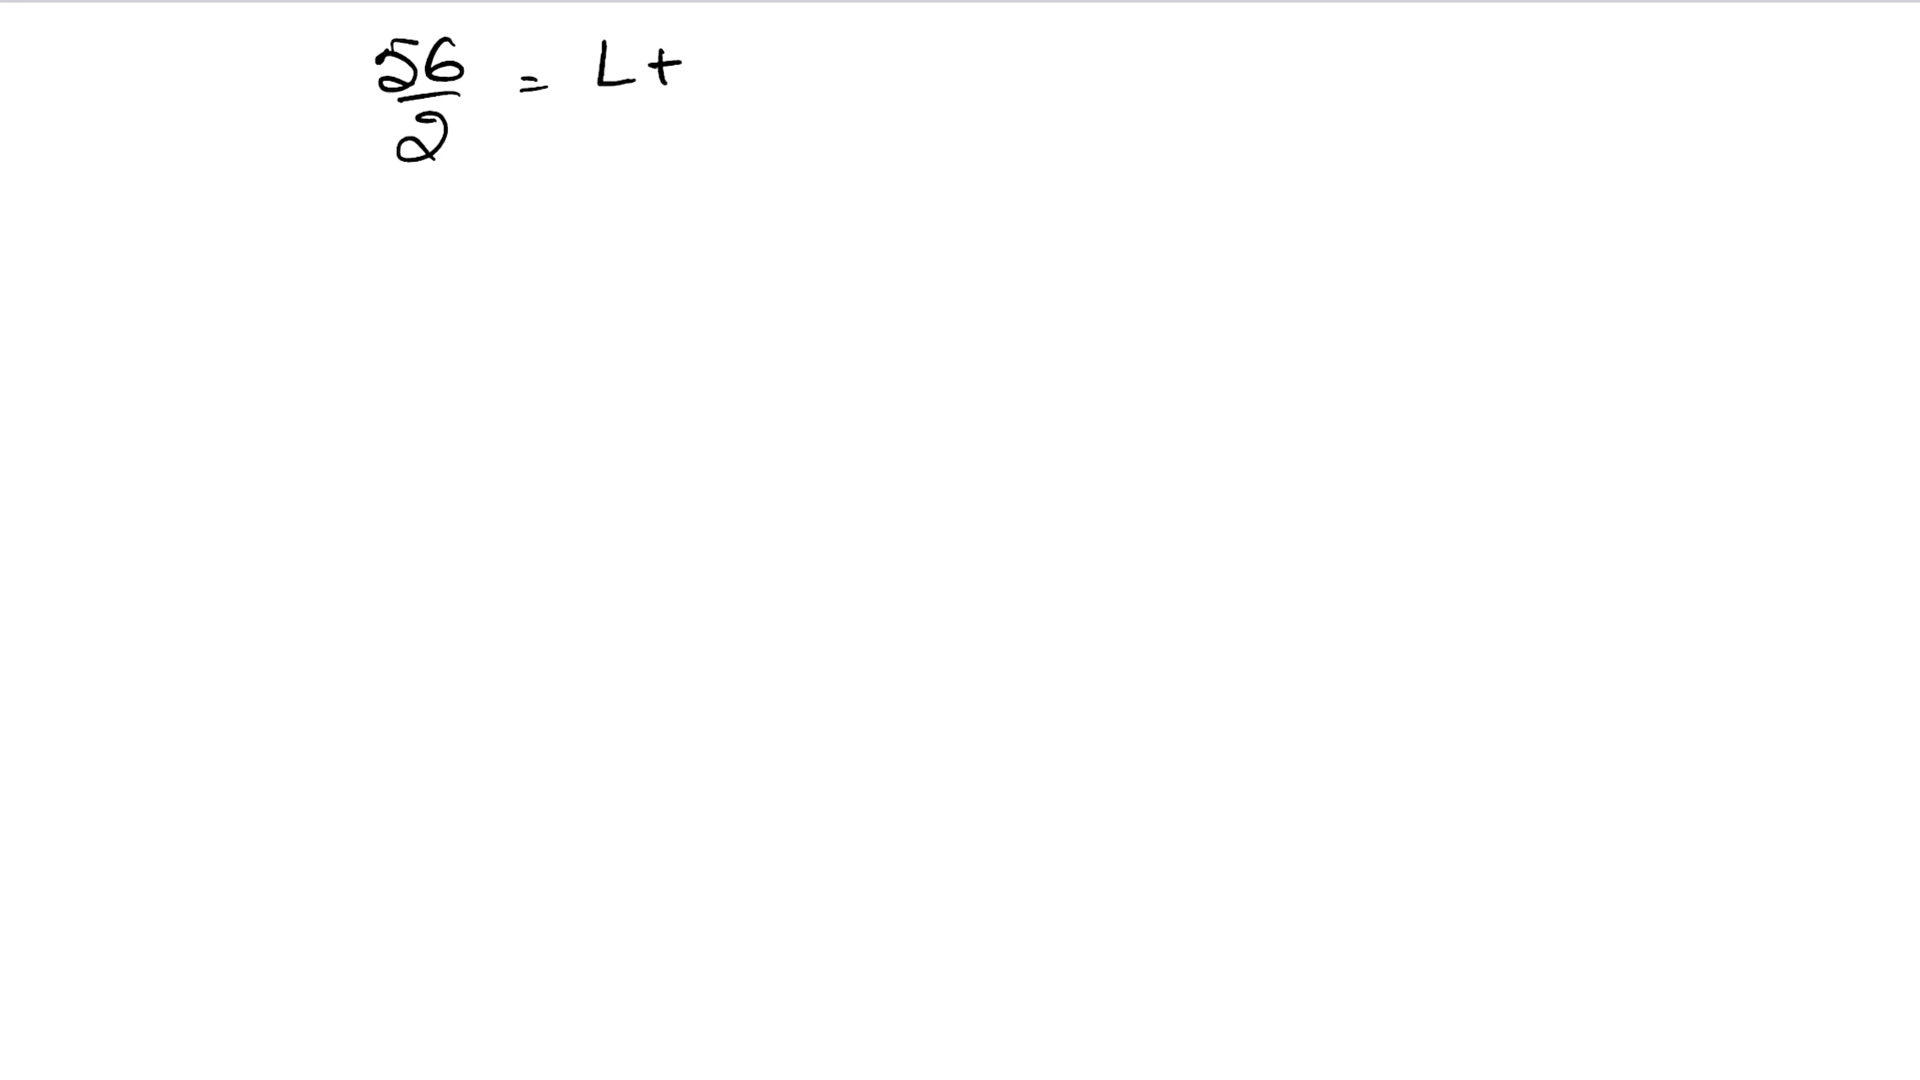 56/2 = L +